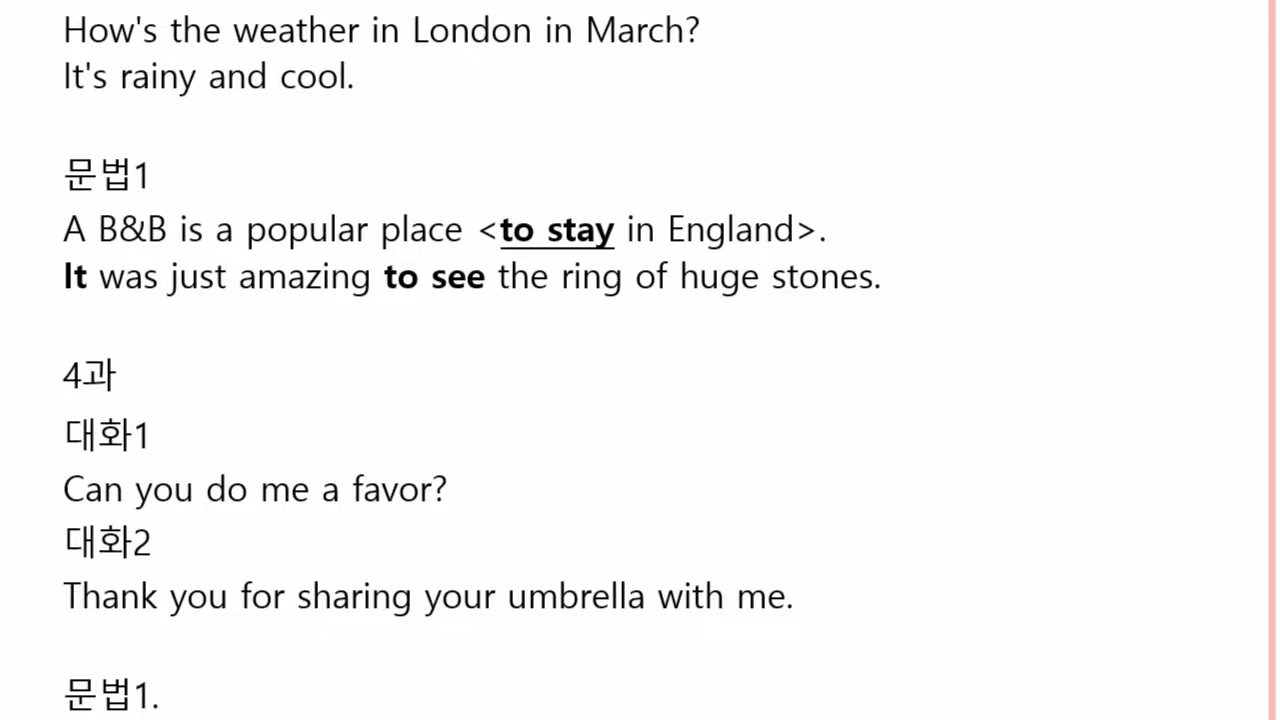 How's the weather in London in March?
It's rainy and cool.
문법1
A B&B is a popular place <to stay in England>.
It was just amazing to see the ring of huge stones.
4과
대화1
Can you do me a favor?
대화2
Thank you for sharing your umbrella with me.
문법1.